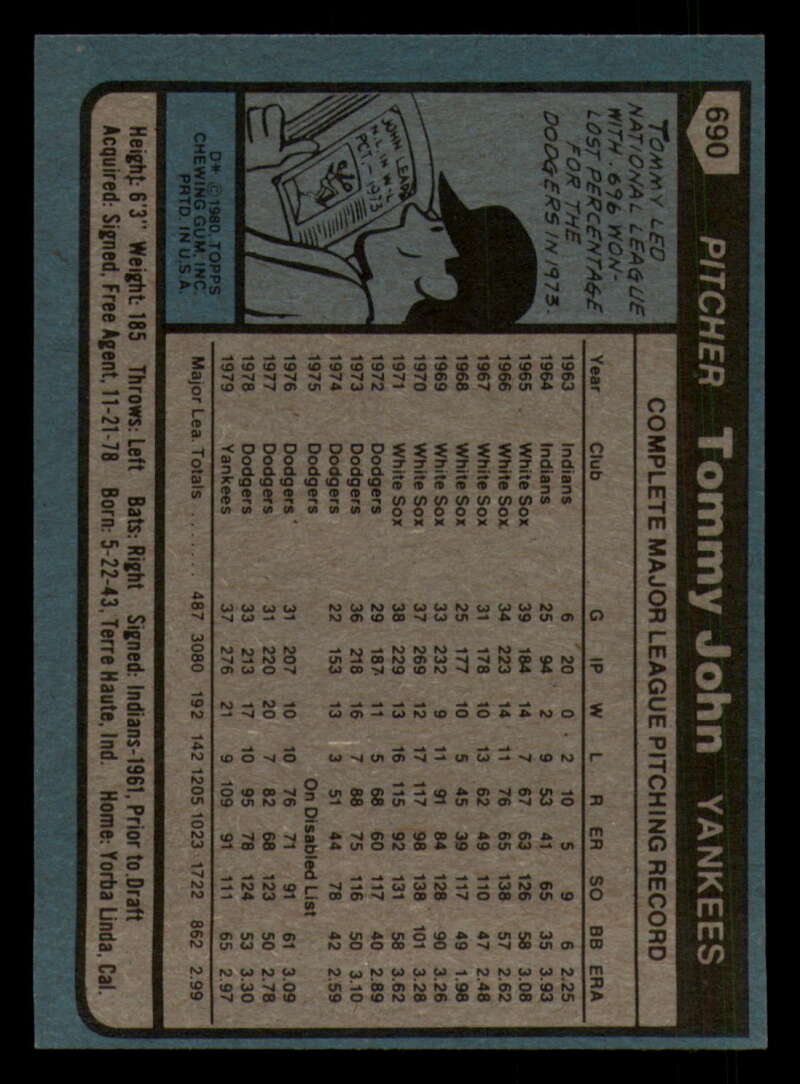 690 PITCHER Tommy John YANKEES
TOMMY LED
NATIONAL LEAGUE
WITH .696 WON-
LOST PERCENTAGE
FOR THE
DODGERS IN 1973.
JOHN LEADS
N.L. IN W-L
PCT.-1973
D* © 1980 TOPPS
CHEWING GUM, INC.
PRTD. IN U.S.A.
COMPLETE MAJOR LEAGUE PITCHING RECORD
Year Club G IP W L R ER SO BB ERA
1963 Indians 6 20 0 2 10 5 9 6 2.25
1964 Indians 25 94 2 9 53 41 65 35 3.93
1965 White Sox 39 184 14 7 67 63 126 58 3.08
1966 White Sox 34 223 14 11 76 65 138 57 2.62
1967 White Sox 31 178 10 13 62 49 110 47 2.48
1968 White Sox 25 177 10 5 45 39 117 49 1.98
1969 White Sox 33 232 9 11 91 84 128 90 3.26
1970 White Sox 37 269 12 17 117 98 138 101 3.28
1971 White Sox 38 229 13 16 115 92 131 58 3.62
1972 Dodgers 29 187 11 5 68 60 117 40 2.89
1973 Dodgers 36 218 16 7 88 75 116 50 3.10
1974 Dodgers 22 153 13 3 51 44 78 42 2.59
1975 Dodgers On Disabled List
1976 Dodgers 31 207 10 10 76 71 91 61 3.09
1977 Dodgers 31 220 20 7 82 68 123 50 2.78
1978 Dodgers 33 213 17 10 95 78 124 53 3.30
1979 Yankees 37 276 21 9 109 91 111 65 2.97
Major Lea. Totals ....... 487 3080 192 142 1205 1023 1722 862 2.99
Height: 6'3" Weight: 185 Throws: Left Bats: Right Signed: Indians-1961, Prior to Draft
Acquired: Signed, Free Agent, 11-21-78 Born: 5-22-43, Terre Haute, Ind. Home: Yorba Linda, Cal.